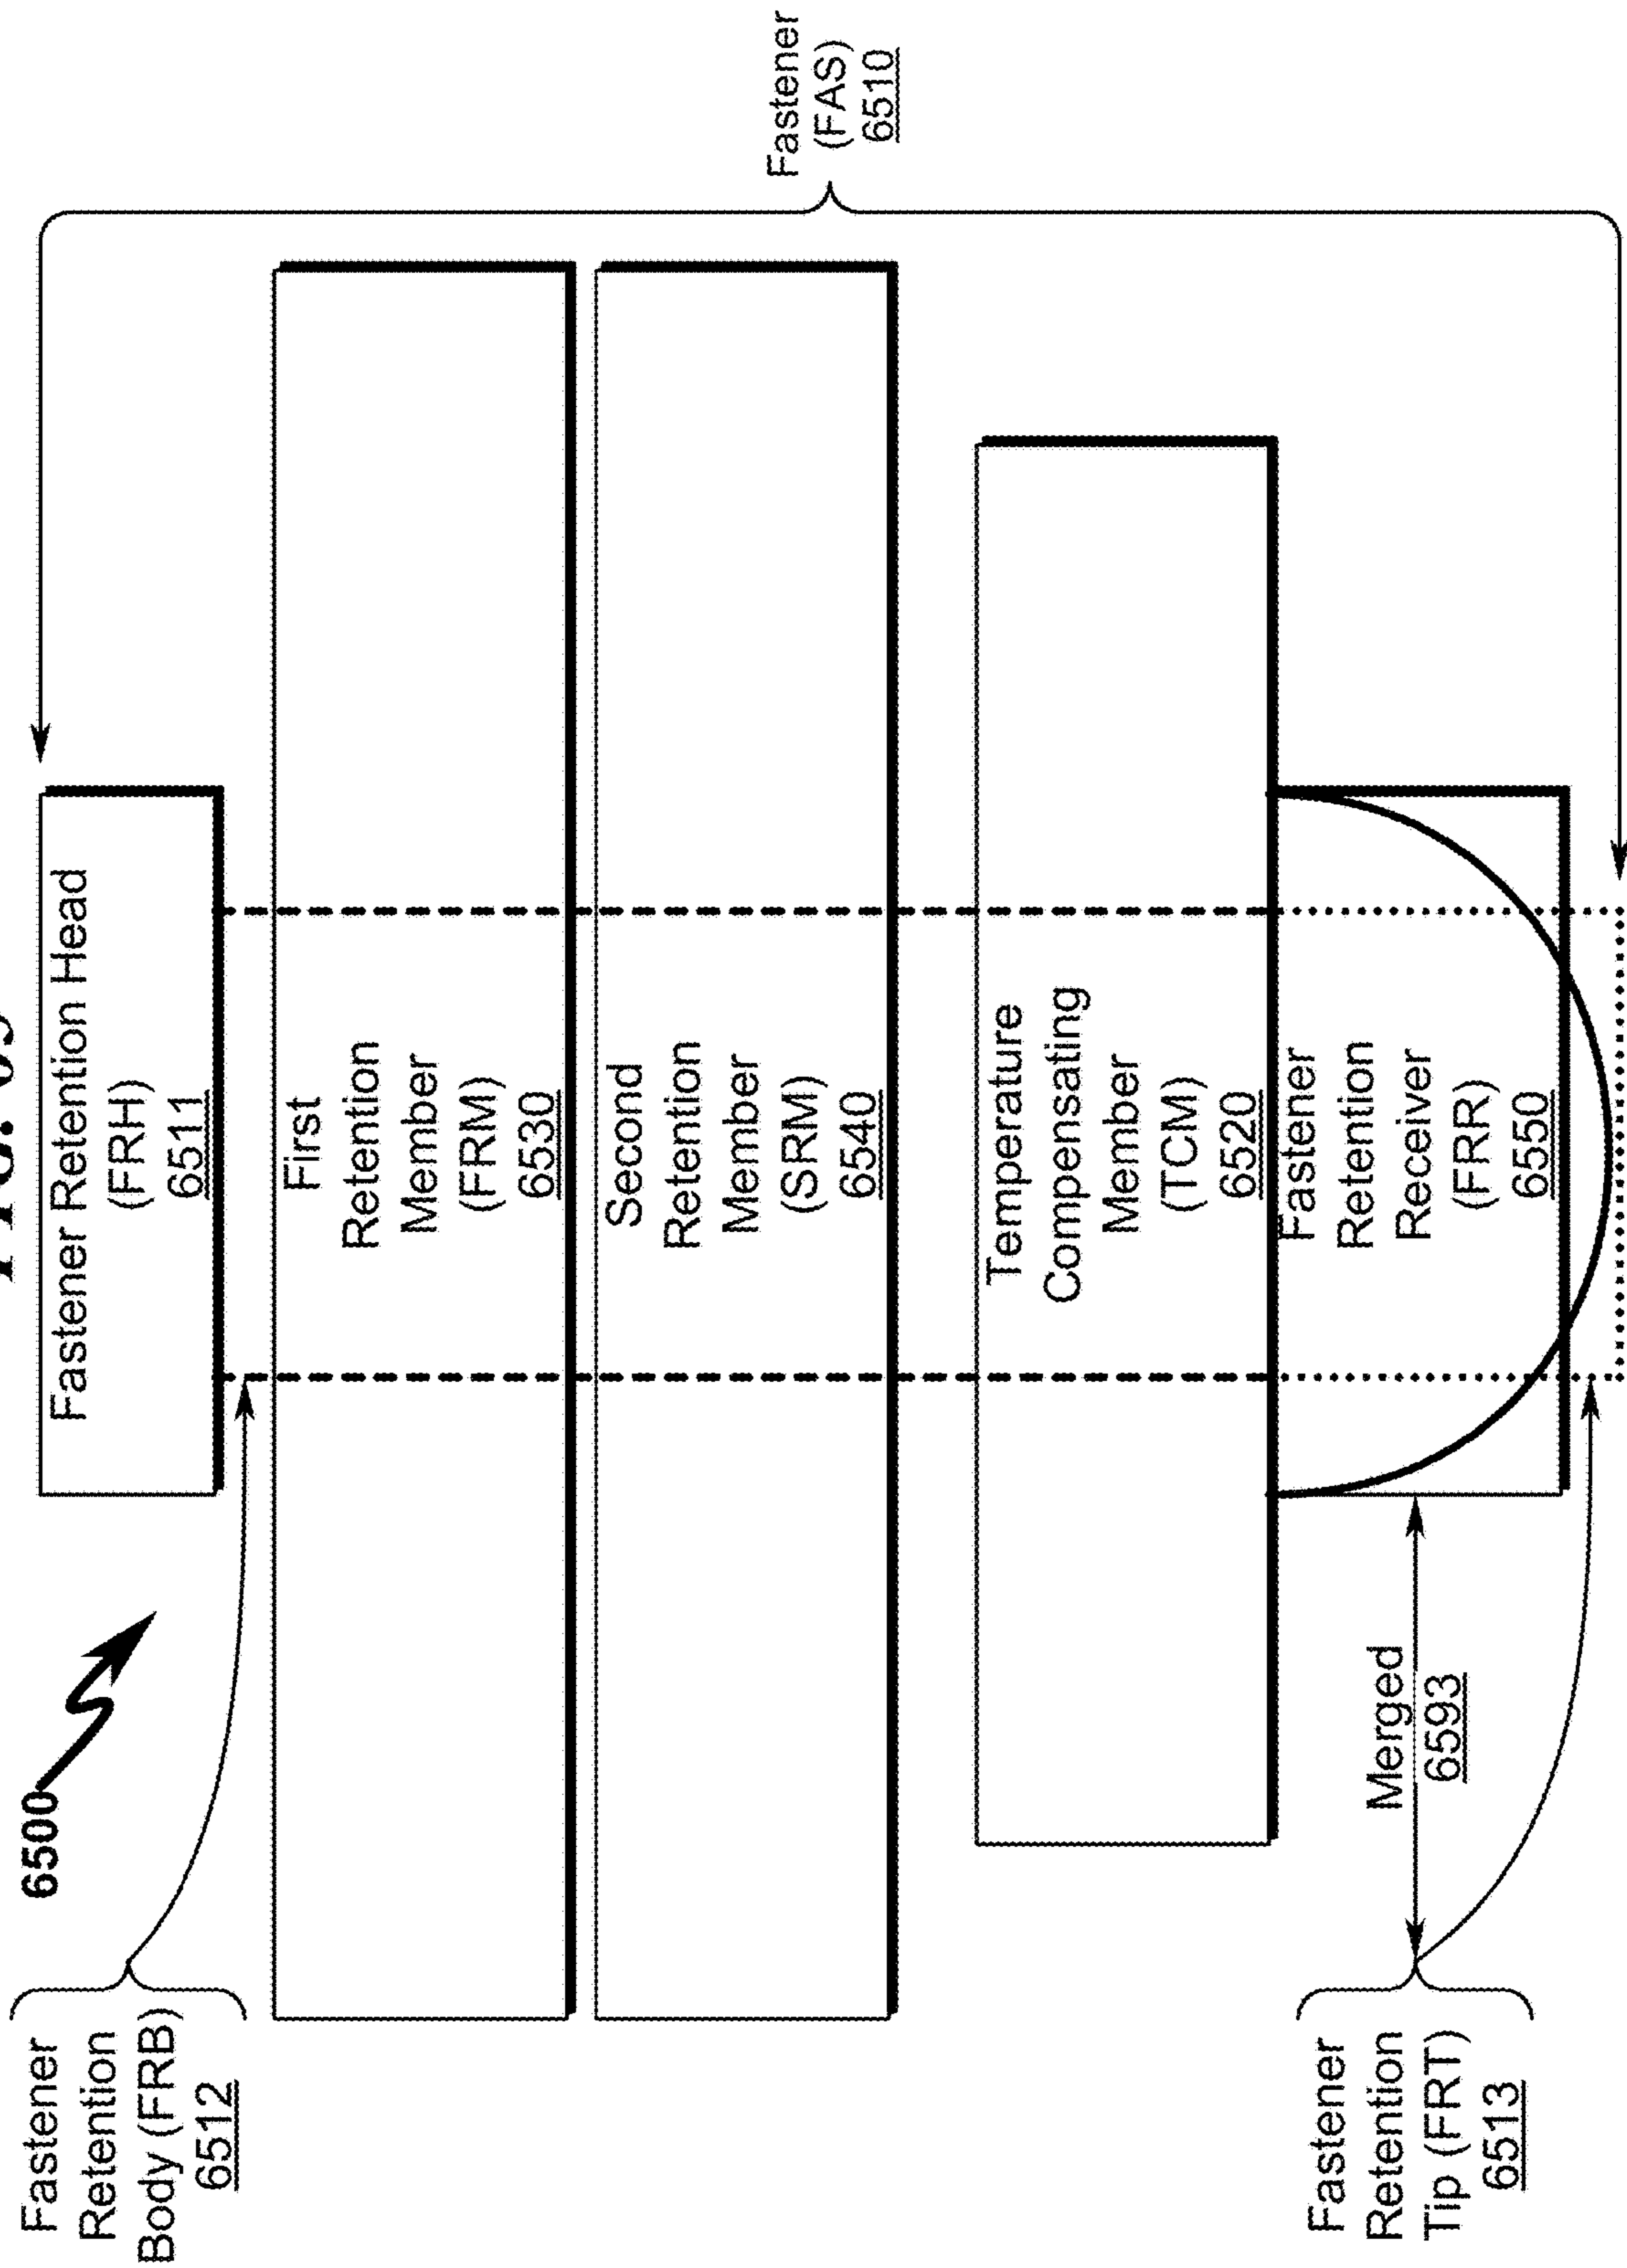 6500
Fastener
Retention
Body (FRB)
6512
Fastener Retention Head
(FRH)
6511
First
Retention
Member
(FRM)
6530
Second
Retention
Member
(SRM)
6540
Temperature
Compensating
Member
(TCM)
6520
Fastener
Retention
Receiver
(FRR)
6550
Merged
6593
Fastener
Retention
Tip (FRT)
6513
Fastener
(FAS)
6510